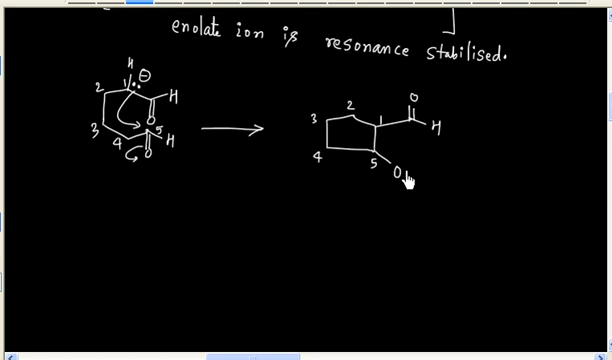 enolate ion is resonance stabilised.
H
⊖
2 1 H
O
3 4 5 H
O
O
3 2 1 H
4 5
O